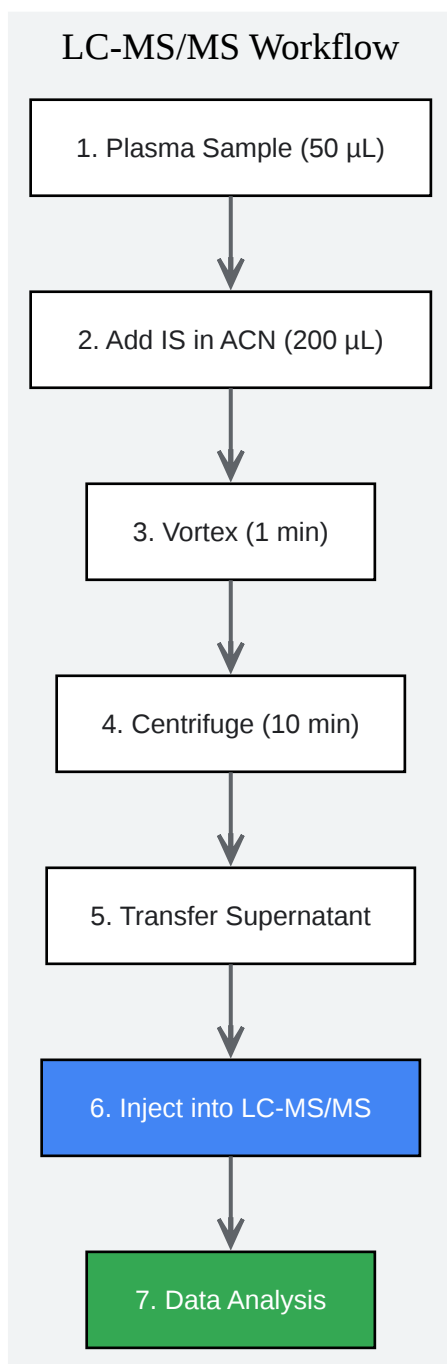 LC-MS/MS Workflow
1. Plasma Sample (50 µL)
2. Add IS in ACN (200 µL)
3. Vortex (1 min)
4. Centrifuge (10 min)
5. Transfer Supernatant
6. Inject into LC-MS/MS
7. Data Analysis